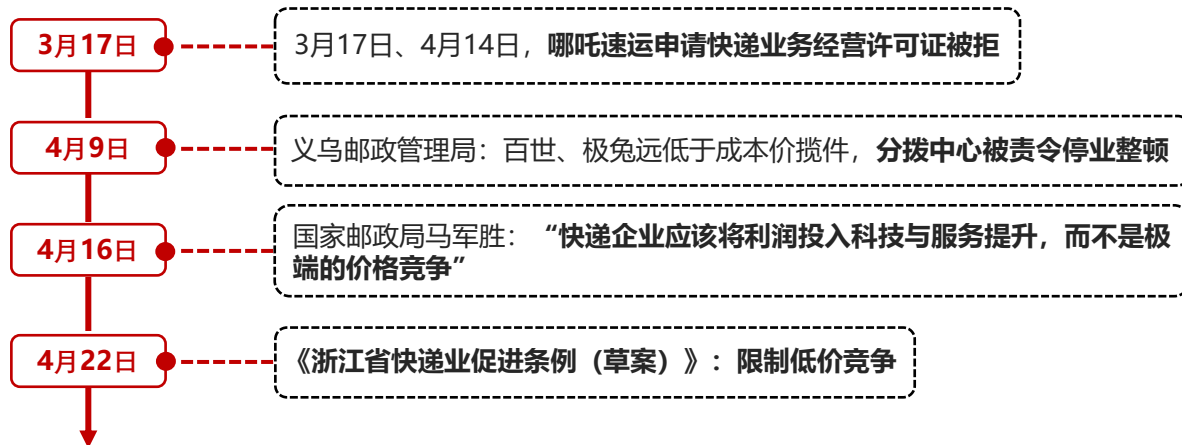 3月17日
3月17日、4月14日，哪吒速运申请快递业务经营许可证被拒
4月9日
义乌邮政管理局：百世、极兔远低于成本价揽件，分拨中心被责令停业整顿
4月16日
国家邮政局马军胜：“快递企业应该将利润投入科技与服务提升，而不是极
端的价格竞争”
4月22日
《浙江省快递业促进条例（草案）》：限制低价竞争